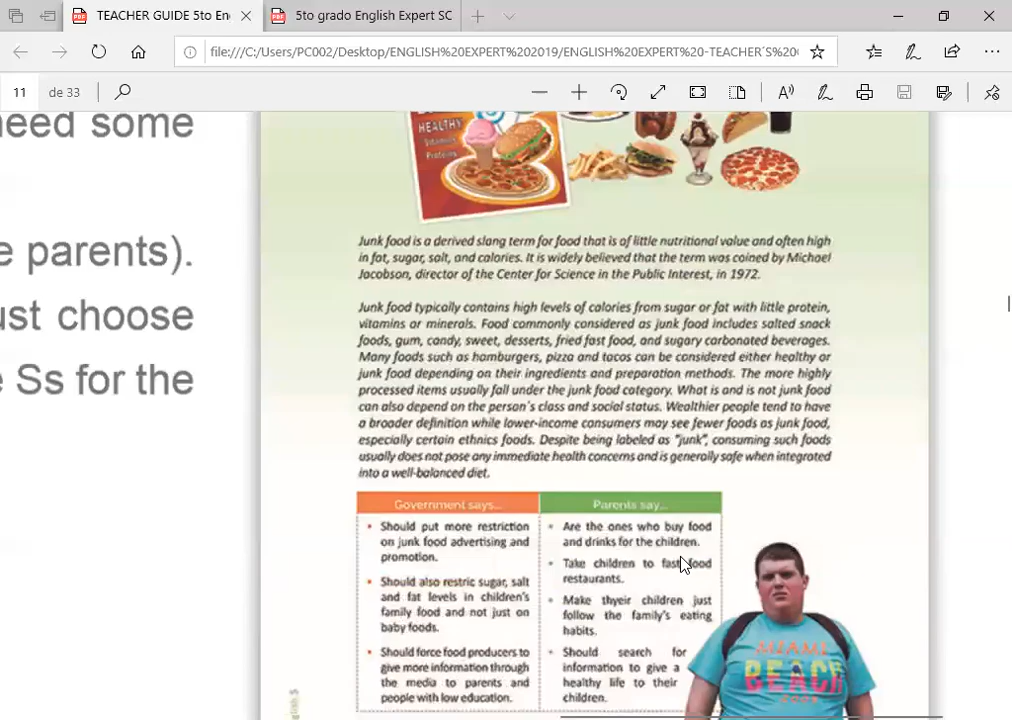 TEACHER GUIDE 5to En
5to grado English Expert SC
file:///C:/Users/PC002/Desktop/ENGLISH%20EXPERT%202019/ENGLISH%20EXPERT%20-TEACHER´S%20
11 de 33
need some
e parents).
ust choose
e Ss for the
HEALTHY
Vitamins
Proteins
Junk food is a derived slang term for food that is of little nutritional value and often high
in fat, sugar, salt, and calories. It is widely believed that the term was coined by Michael
Jacobson, director of the Center for Science in the Public Interest, in 1972.
Junk food typically contains high levels of calories from sugar or fat with little protein,
vitamins or minerals. Food commonly considered as junk food includes salted snack
foods, gum, candy, sweet, desserts, fried fast food, and sugary carbonated beverages.
Many foods such as hamburgers, pizza and tacos can be considered either healthy or
junk food depending on their ingredients and preparation methods. The more highly
processed items usually fall under the junk food category. What is and is not junk food
can also depend on the person´s class and social status. Wealthier people tend to have
a broader definition while lower-income consumers may see fewer foods as junk food,
especially certain ethnics foods. Despite being labeled as "junk", consuming such foods
usually does not pose any immediate health concerns and is generally safe when integrated
into a well-balanced diet.
Government says...
Should put more restriction
on junk food advertising and
promotion.
Should also restric sugar, salt
and fat levels in children's
family food and not just on
baby foods.
Should force food producers to
give more information through
the media to parents and
people with low education.
Parents say...
Are the ones who buy food
and drinks for the children.
Take children to fast food
restaurants.
Make thyeir children just
follow the family's eating
habits.
Should search for
information to give a
healthy life to their
children.
MIAMI
BEACH